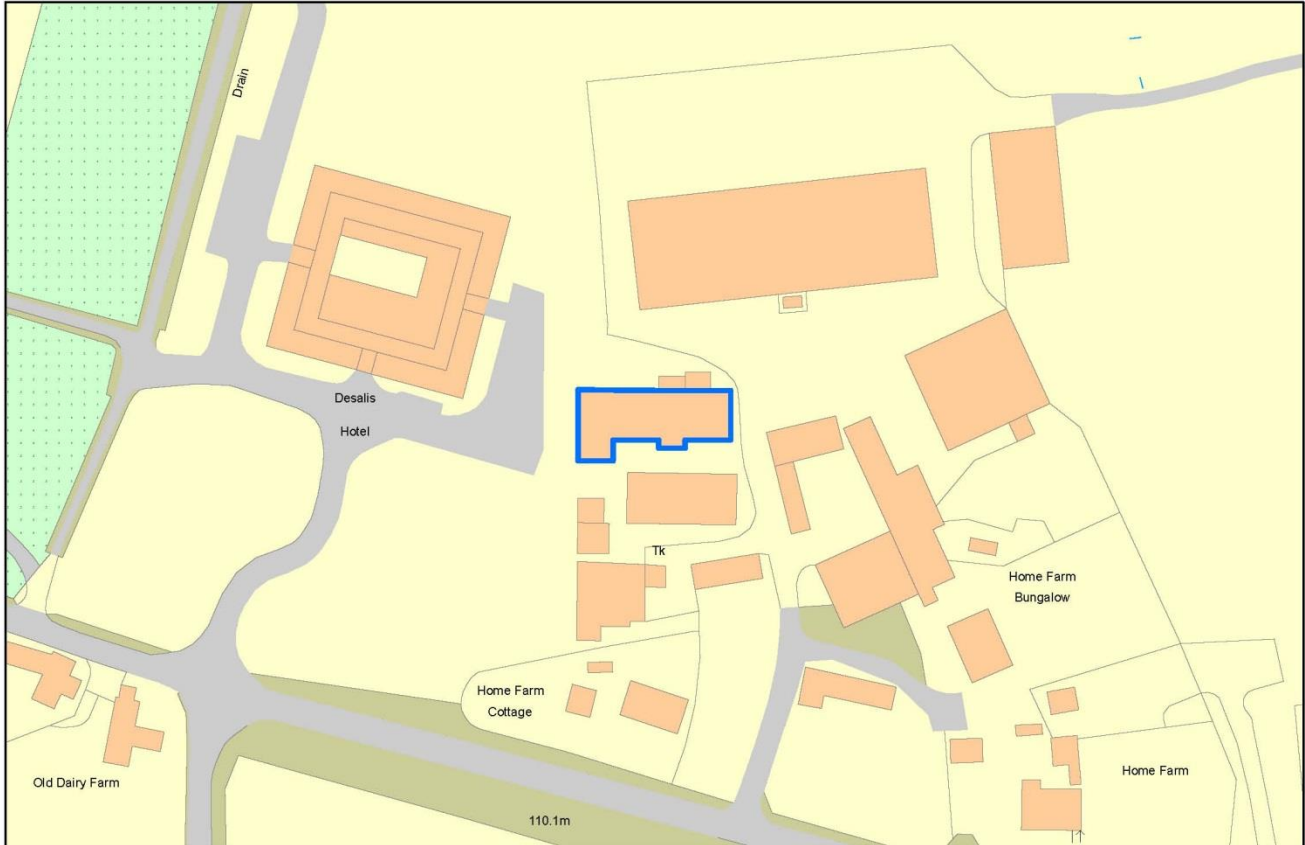 Drain
Desalis
Hotel
Tk
Home Farm
Bungalow
Home Farm
Cottage
Old Dairy Farm
Home Farm
110.1m